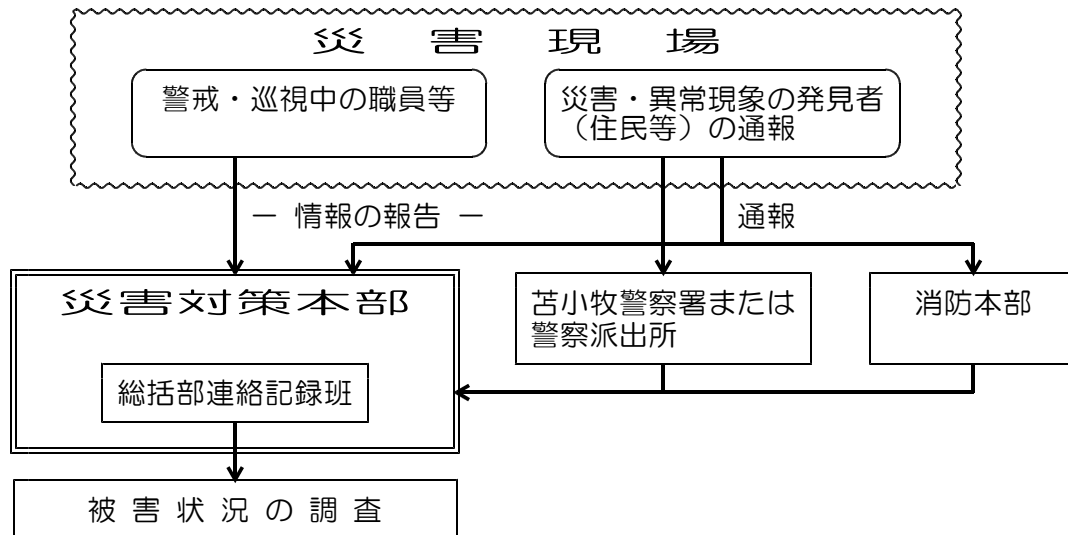 災害現場
警戒・巡視中の職員等
災害・異常現象の発見者
（住民等）の通報
― 情報の報告 ―
通報
災害対策本部
苫小牧警察署または
警察派出所
消防本部
総括部連絡記録班
被害状況の調査